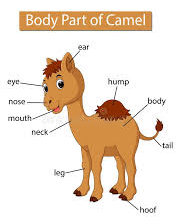 Body Part of Camel
ear
eye
hump
nose
body
mouth
neck
tail
leg
hoof